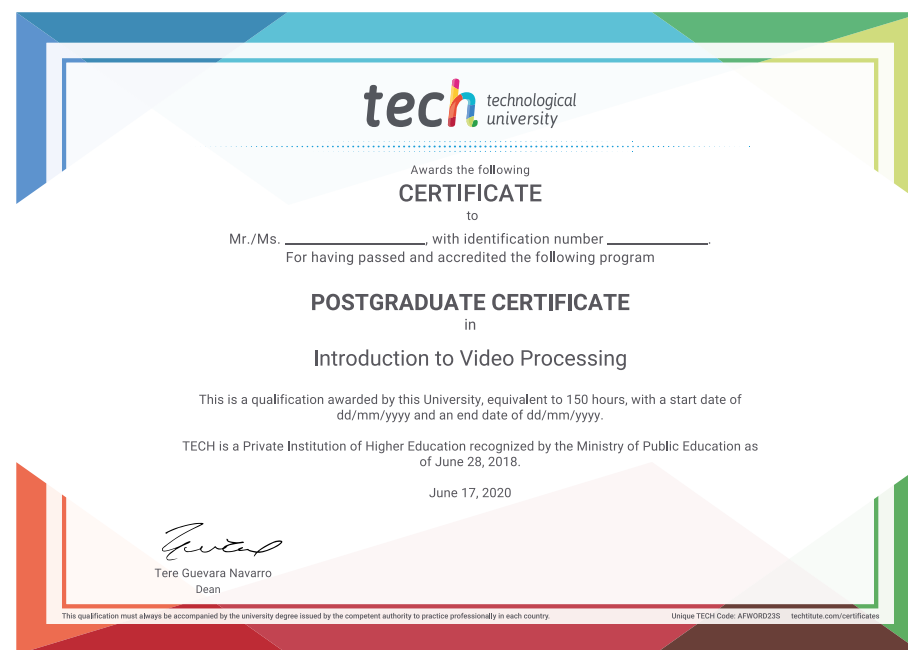 tech technological
university
Awards the following
CERTIFICATE
to
Mr./Ms. ____________, with identification number ____________.
For having passed and accredited the following program
POSTGRADUATE CERTIFICATE
in
Introduction to Video Processing
This is a qualification awarded by this University, equivalent to 150 hours, with a start date of
dd/mm/yyyy and an end date of dd/mm/yyyy.
TECH is a Private Institution of Higher Education recognized by the Ministry of Public Education as
of June 28, 2018.
June 17, 2020
Tere Guevara Navarro
Dean
This qualification must always be accompanied by the university degree issued by the competent authority to practice professionally in each country.
Unique TECH Code: AFWORD23S techtitute.com/certificates